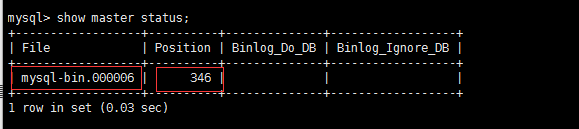 mysql> show master status;
+------------------+----------+--------------+------------------+
| File | Position | Binlog_Do_DB | Binlog_Ignore_DB |
+------------------+----------+--------------+------------------+
| mysql-bin.000006 | 346 | | |
+------------------+----------+--------------+------------------+
1 row in set (0.03 sec)